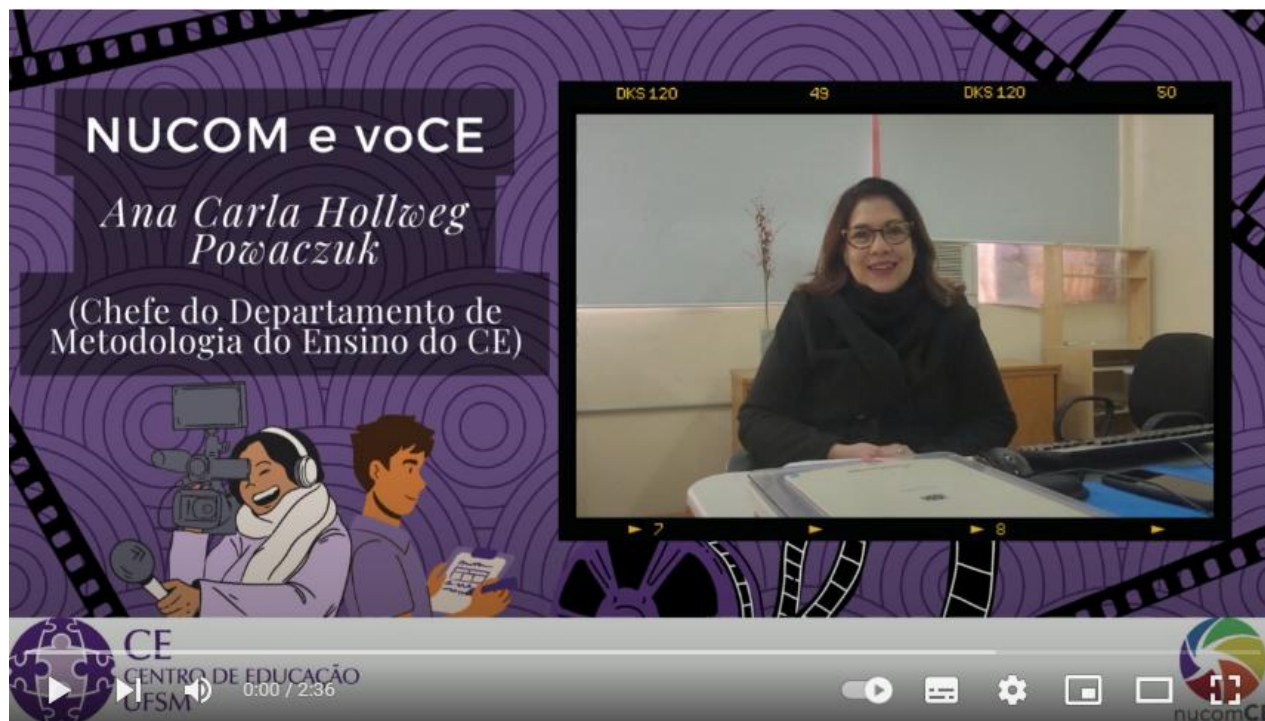 NUCOM e voCE
Ana Carla Hollweg
Powaczuk
(Chefe do Departamento de
Metodologia do Ensino do CE)
DKS 120 49 DKS 120 50
7 8
CE
CENTRO DE EDUCAÇÃO
UFSM
0:00 / 2:36
nucomCE